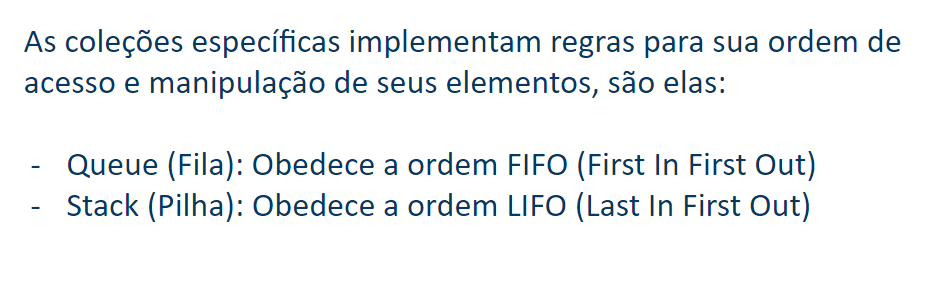 As coleções específicas implementam regras para sua ordem de
acesso e manipulação de seus elementos, são elas:
- Queue (Fila): Obedece a ordem FIFO (First In First Out)
- Stack (Pilha): Obedece a ordem LIFO (Last In First Out)